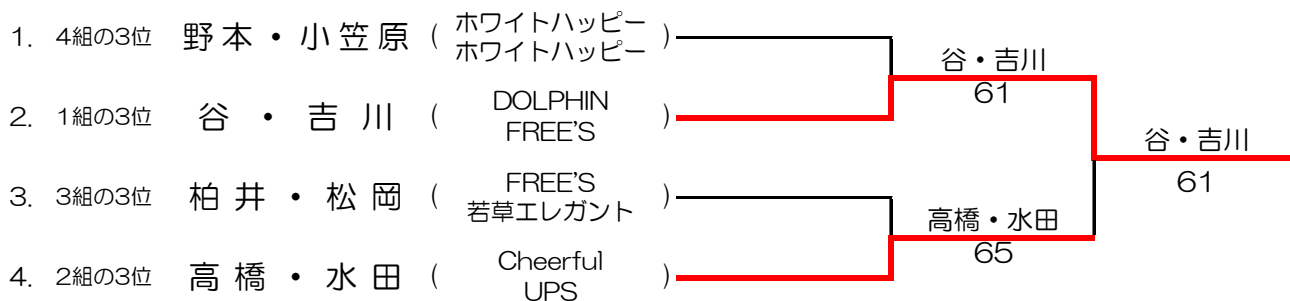 1. 4組の3位 野本・小笠原 ( ホワイトハッピー
ホワイトハッピー )
谷・吉川
61
2. 1組の3位 谷・吉川 ( DOLPHIN
FREE'S )
谷・吉川
61
3. 3組の3位 柏井・松岡 ( FREE'S
若草エレガント )
高橋・水田
65
4. 2組の3位 高橋・水田 ( Cheerful
UPS )